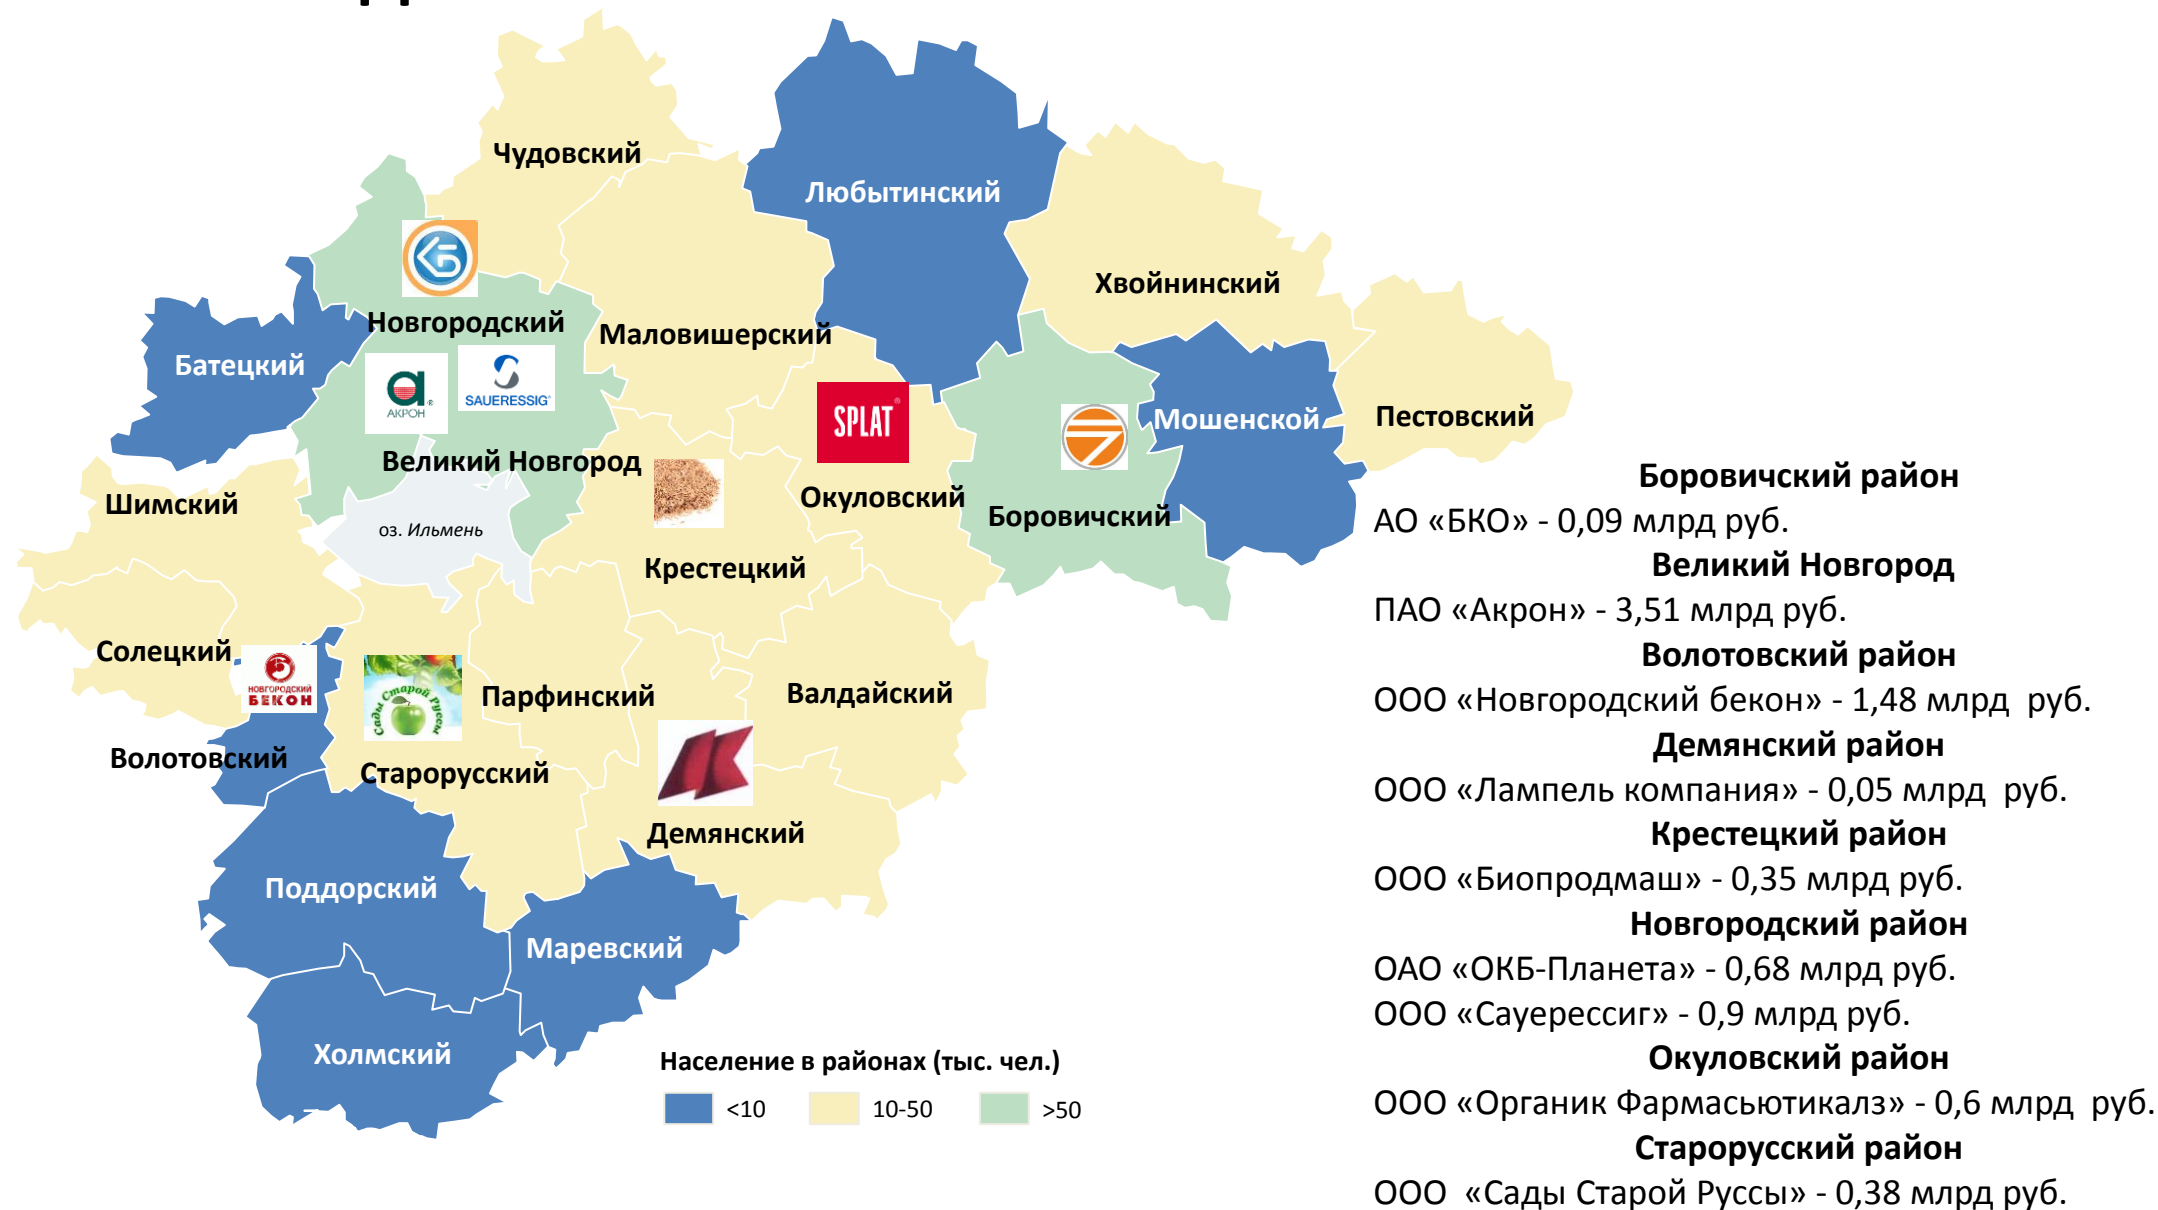 Чудовский
Любытинский
Хвойнинский
Новгородский
Маловишерский
Батецкий
АКРОН
SAUERESSIG
SPLAT
Мошенской
Пестовский
Великий Новгород
Шимский
Окуловский
Боровичский
оз. Ильмень
Крестецкий
Солецкий
НОВГОРОДСКИЙ
БЕКОН
Сады Старой Руссы
Парфинский
Валдайский
Волотовский
Старорусский
Демянский
Поддорский
Маревский
Холмский
Население в районах (тыс. чел.)
<10
10-50
>50
Боровичский район
АО «БКО» - 0,09 млрд руб.
Великий Новгород
ПАО «Акрон» - 3,51 млрд руб.
Волотовский район
ООО «Новгородский бекон» - 1,48 млрд руб.
Демянский район
ООО «Лампель компания» - 0,05 млрд руб.
Крестецкий район
ООО «Биопродмаш» - 0,35 млрд руб.
Новгородский район
ОАО «ОКБ-Планета» - 0,68 млрд руб.
ООО «Сауерессиг» - 0,9 млрд руб.
Окуловский район
ООО «Органик Фармасьютикалз» - 0,6 млрд руб.
Старорусский район
ООО «Сады Старой Руссы» - 0,38 млрд руб.